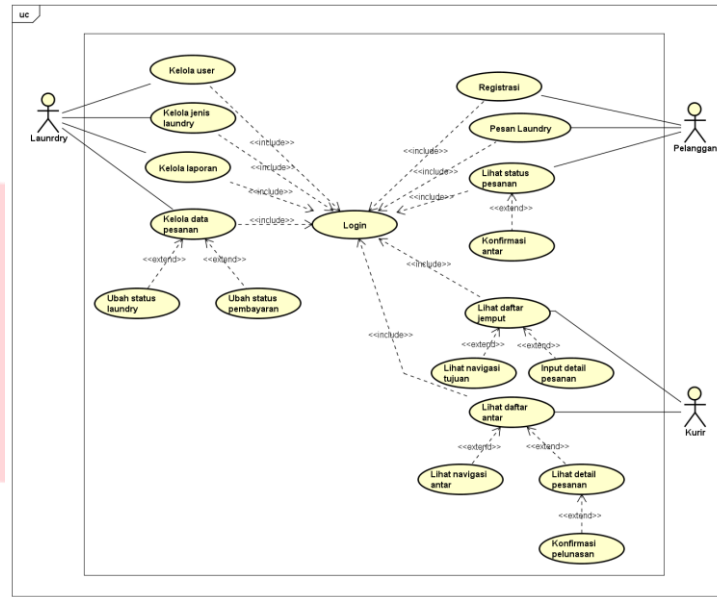 uc
Kelola user
Registrasi
Launrdry
Kelola jenis
laundry
<<include>>
<<include>>
Pesan Laundry
Pelanggan
<<include>>
<<include>>
Kelola laporan
<<include>>
Lihat status
pesanan
<<include>>
Kelola data
pesanan
<<include>>
Login
<<extend>>
Konfirmasi
antar
<<extend>>
<<extend>>
<<include>>
Ubah status
laundry
Ubah status
pembayaran
Lihat daftar
jemput
<<include>>
<<extend>>
<<extend>>
Lihat navigasi
tujuan
Input detail
pesanan
Lihat daftar
antar
Kurir
<<extend>>
<<extend>>
Lihat navigasi
antar
Lihat detail
pesanan
<<extend>>
Konfirmasi
pelunasan